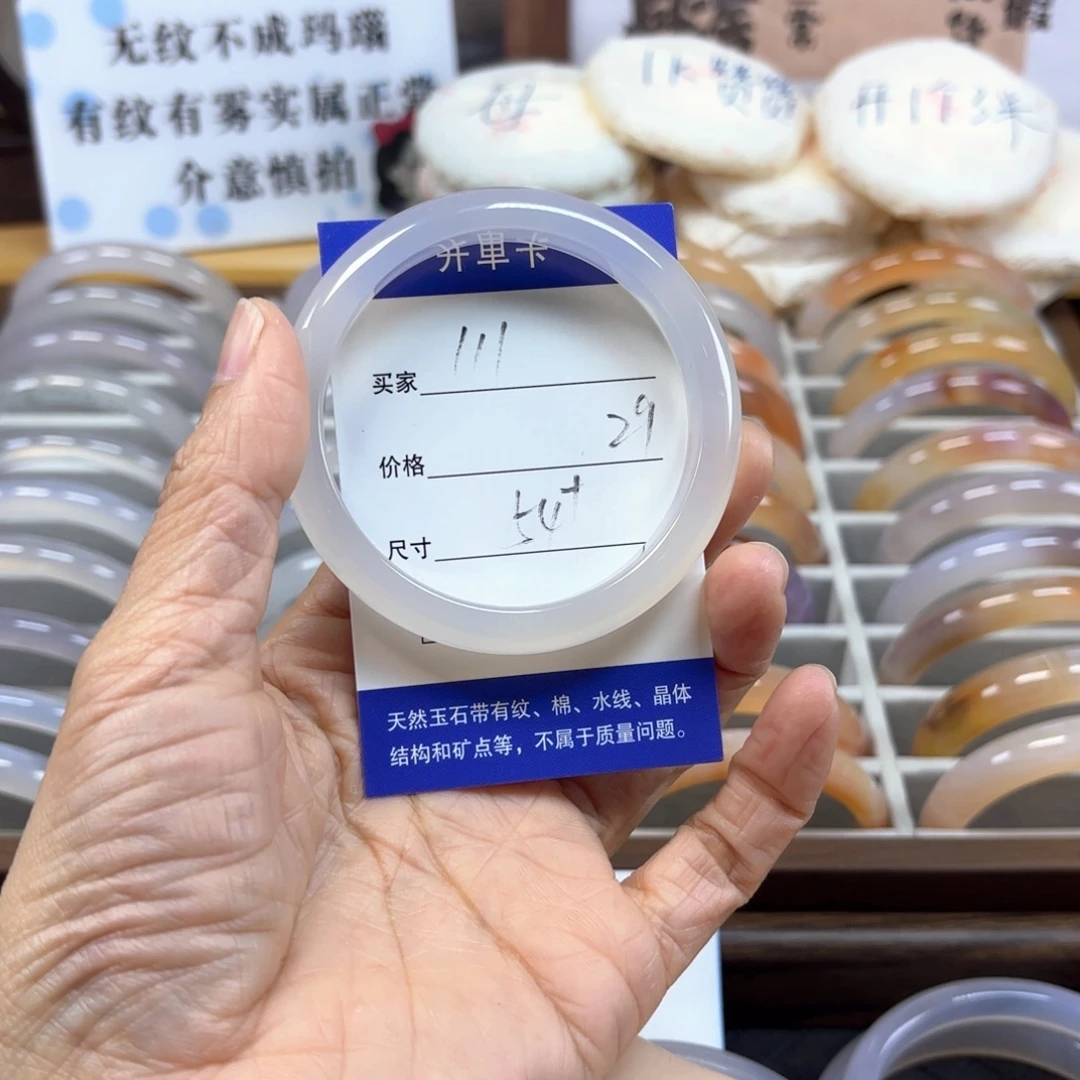 无纹不成玛瑙
有纹有雾实属正常
介意慎拍
母
开单卡
买家 111
价格 29
尺寸 54+
天然玉石带有纹、棉、水线、晶体
结构和矿点等，不属于质量问题。